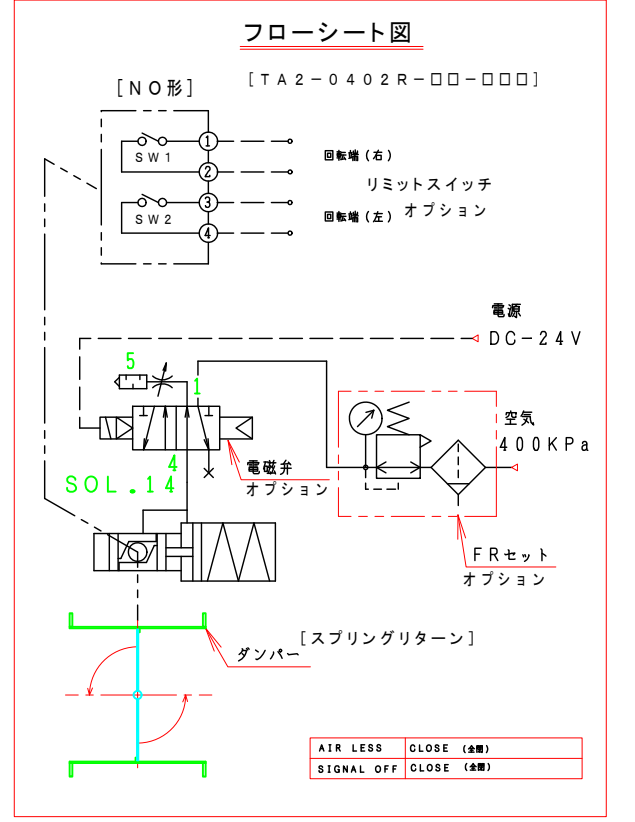 フローシート図
[NO形]
[TA2-0402R-□□-□□□]
1
SW1
2
3
SW2
4
回転端(右)
リミットスイッチ
オプション
回転端(左)
電源
DC-24V
5
1
4
SOL.14
電磁弁
オプション
空気
400KPa
FRセット
オプション
[スプリングリターン]
ダンパー
AIR LESS CLOSE (全閉)
SIGNAL OFF CLOSE (全閉)